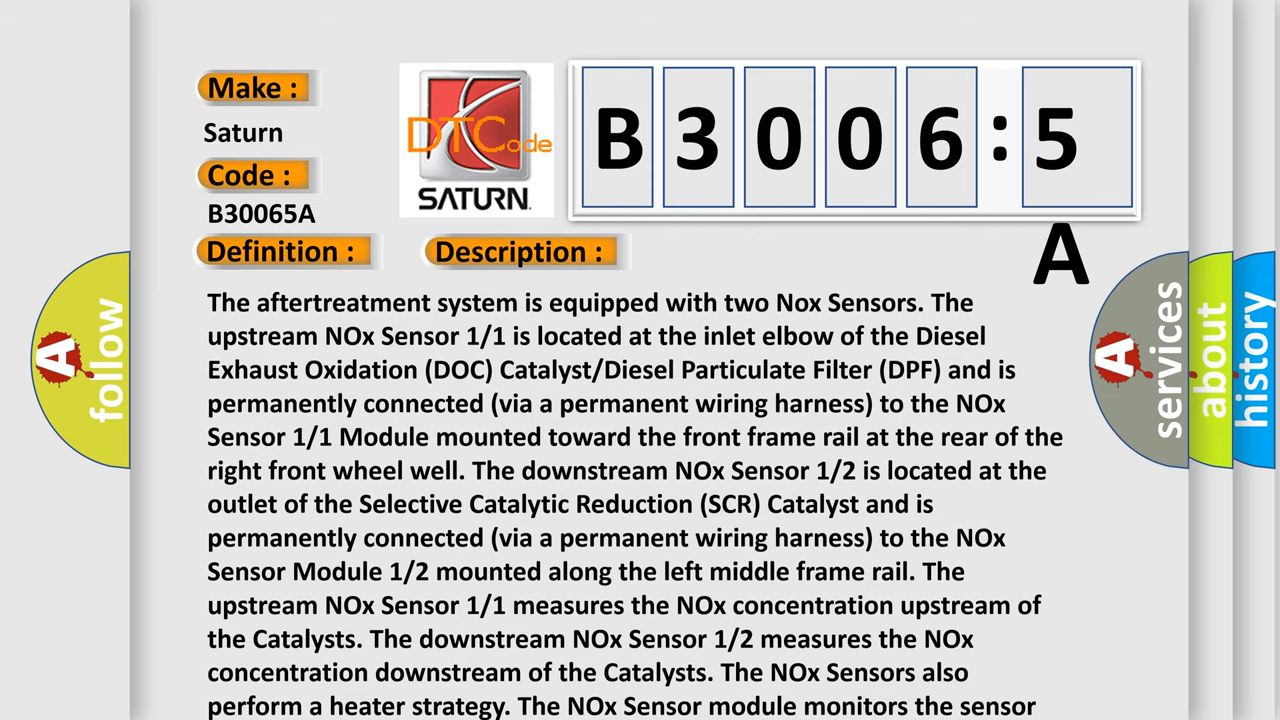 Make :
Saturn
Code :
B30065A
Definition :
Description :
DTCode
SATURN
B3006:5
A
The aftertreatment system is equipped with two Nox Sensors. The
upstream NOx Sensor 1/1 is located at the inlet elbow of the Diesel
Exhaust Oxidation (DOC) Catalyst/Diesel Particulate Filter (DPF) and is
permanently connected (via a permanent wiring harness) to the NOx
Sensor 1/1 Module mounted toward the front frame rail at the rear of the
right front wheel well. The downstream NOx Sensor 1/2 is located at the
outlet of the Selective Catalytic Reduction (SCR) Catalyst and is
permanently connected (via a permanent wiring harness) to the NOx
Sensor Module 1/2 mounted along the left middle frame rail. The
upstream NOx Sensor 1/1 measures the NOx concentration upstream of
the Catalysts. The downstream NOx Sensor 1/2 measures the NOx
concentration downstream of the Catalysts. The NOx Sensors also
perform a heater strategy. The NOx Sensor module monitors the sensor
A
follow
A
services
about
history